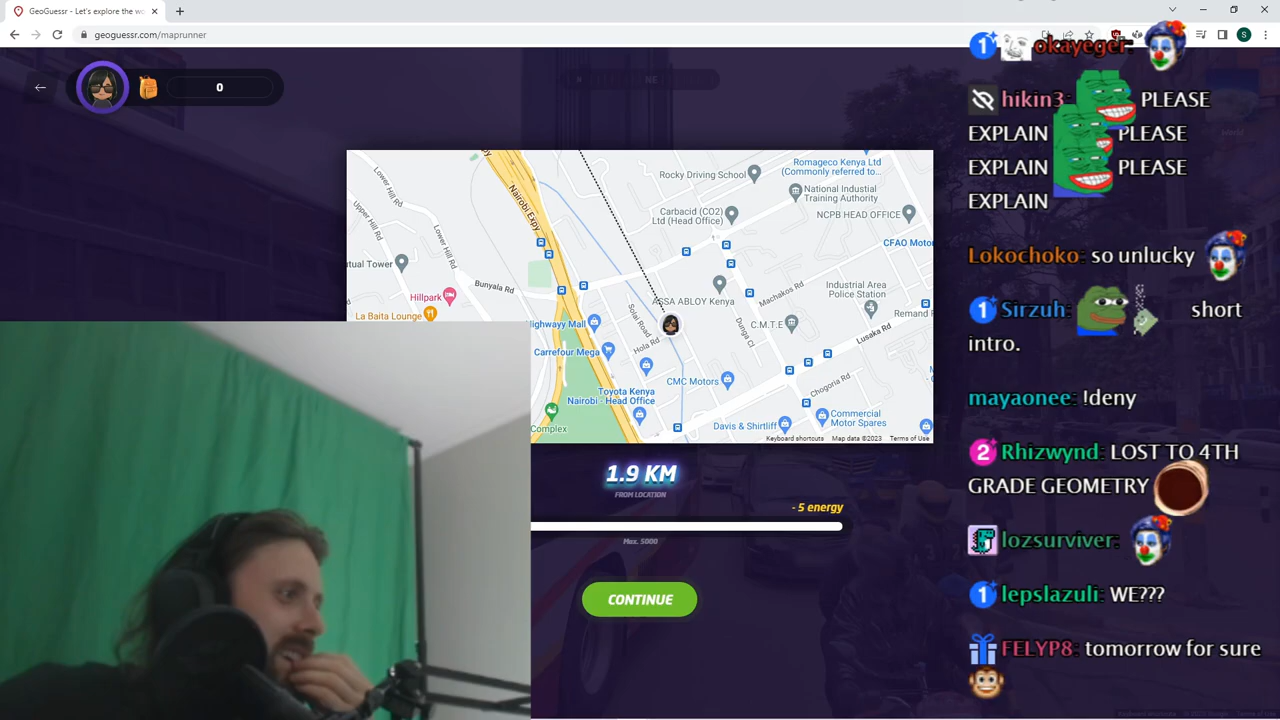 GeoGuessr - Let's explore the wo
geoguessr.com/maprunner
S
0
NE
Nairobi Expy
Nairobi Expy
Lower Hill Rd
Upper Hill Rd
Lower Hill Rd
utual Tower
Hillpark
La Baita Lounge
Bunyala Rd
Rocky Driving School
Romageco Kenya Ltd
(Commonly referred to...
National Industial
Training Authority
Carbacid (CO2)
Ltd (Head Office)
NCPB HEAD OFFICE
CFAO Motor
ASSA ABLOY Kenya
Machakos Rd
Industrial Area
Police Station
Remand
Solai Road
Hola Rd
Dunga Cl
C.M.T.E
Lusaka Rd
Highwayy Mall
Carrefour Mega
Toyota Kenya
Nairobi - Head Office
CMC Motors
Chogoria Rd
Complex
Davis & Shirtliff
Commercial
Motor Spares
Keyboard shortcuts
Map data ©2023
Terms of Use
1.9 KM
FROM LOCATION
- 5 energy
Max. 5000
CONTINUE
okayeger:
hikin3: PLEASE
EXPLAIN PLEASE
EXPLAIN PLEASE
EXPLAIN
Lokochoko: so unlucky
Sirzuh: short
intro.
mayaonee: !deny
Rhizwynd: LOST TO 4TH
GRADE GEOMETRY
lozsurviver:
lepslazuli: WE???
FELYP8: tomorrow for sure